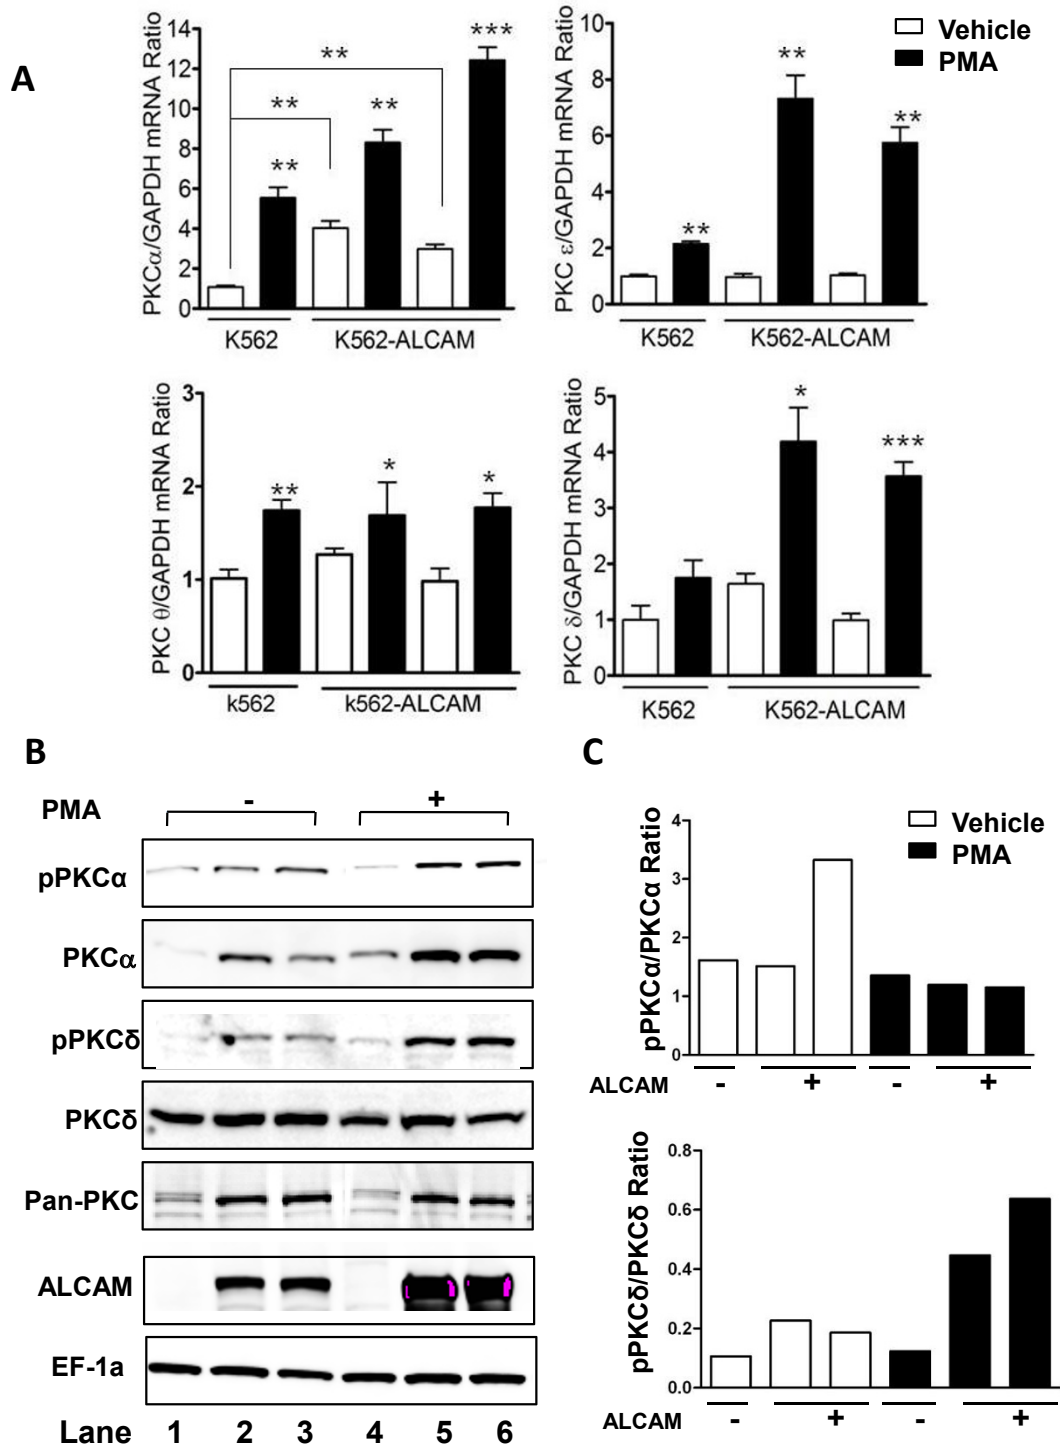 A
Vehicle
PMA
PKCα/GAPDH mRNA Ratio
14
12
10
8
6
4
2
0
**
**
**
**
***
K562
K562-ALCAM
PKC ε/GAPDH mRNA Ratio
10
8
6
4
2
0
**
**
**
K562
K562-ALCAM
PKC θ/GAPDH mRNA Ratio
3
2
1
0
**
*
*
k562
k562-ALCAM
PKC δ/GAPDH mRNA Ratio
5
4
3
2
1
0
*
***
K562
K562-ALCAM
B
PMA - +
pPKCα
PKCα
pPKCδ
PKCδ
Pan-PKC
ALCAM
EF-1a
Lane 1 2 3 4 5 6
C
Vehicle
PMA
pPKCα/PKCα Ratio
4
3
2
1
0
ALCAM - + - +
pPKCδ/PKCδ Ratio
0.8
0.6
0.4
0.2
0.0
ALCAM - + - +